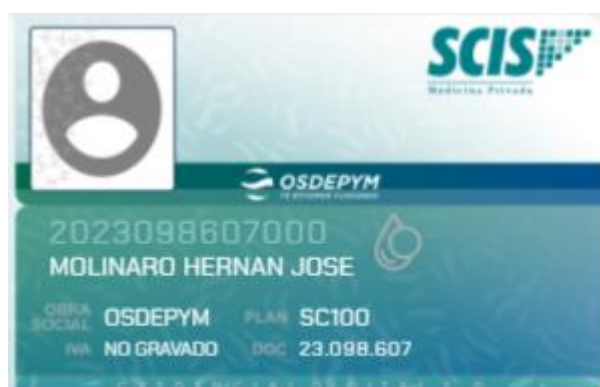 SCIS
Medicina Privada
OSDEPYM
2023098607000
MOLINARO HERNAN JOSE
OBRA SOCIAL OSDEPYM PLAN SC100
IVA NO GRAVADO DOC 23.098.607